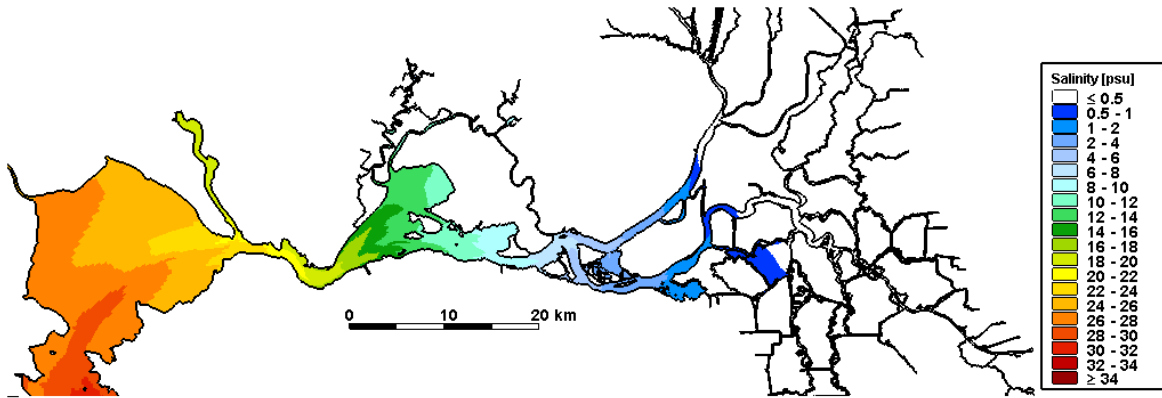 Salinity [psu]
≤ 0.5
0.5 - 1
1 - 2
2 - 4
4 - 6
6 - 8
8 - 10
10 - 12
12 - 14
14 - 16
16 - 18
18 - 20
20 - 22
22 - 24
24 - 26
26 - 28
28 - 30
30 - 32
32 - 34
≥ 34
0 10 20 km